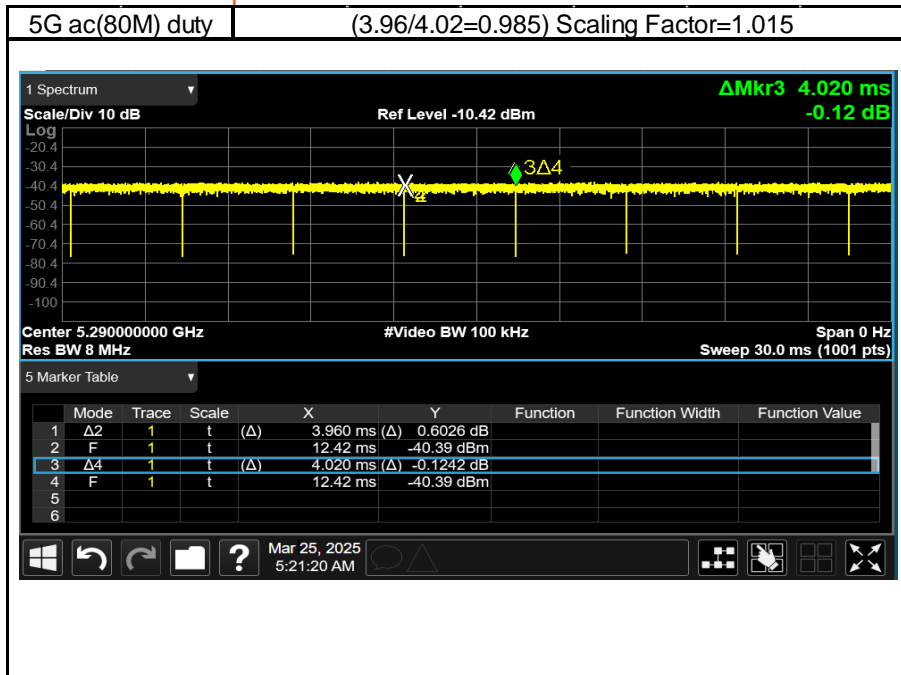 5G ac(80M) duty (3.96/4.02=0.985) Scaling Factor=1.015
1 Spectrum ▼ ΔMkr3 4.020 ms
Scale/Div 10 dB Ref Level -10.42 dBm -0.12 dB
Log
-20.4
-30.4 3Δ4
-40.4
-50.4
-60.4
-70.4
-80.4
-90.4
-100
Center 5.290000000 GHz #Video BW 100 kHz Span 0 Hz
Res BW 8 MHz Sweep 30.0 ms (1001 pts)
5 Marker Table ▼
Mode Trace Scale X Y Function Function Width Function Value
1 Δ2 1 t (Δ) 3.960 ms (Δ) 0.6026 dB
2 F 1 t 12.42 ms -40.39 dBm
3 Δ4 1 t (Δ) 4.020 ms (Δ) -0.1242 dB
4 F 1 t 12.42 ms -40.39 dBm
5
6
? Mar 25, 2025
5:21:20 AM